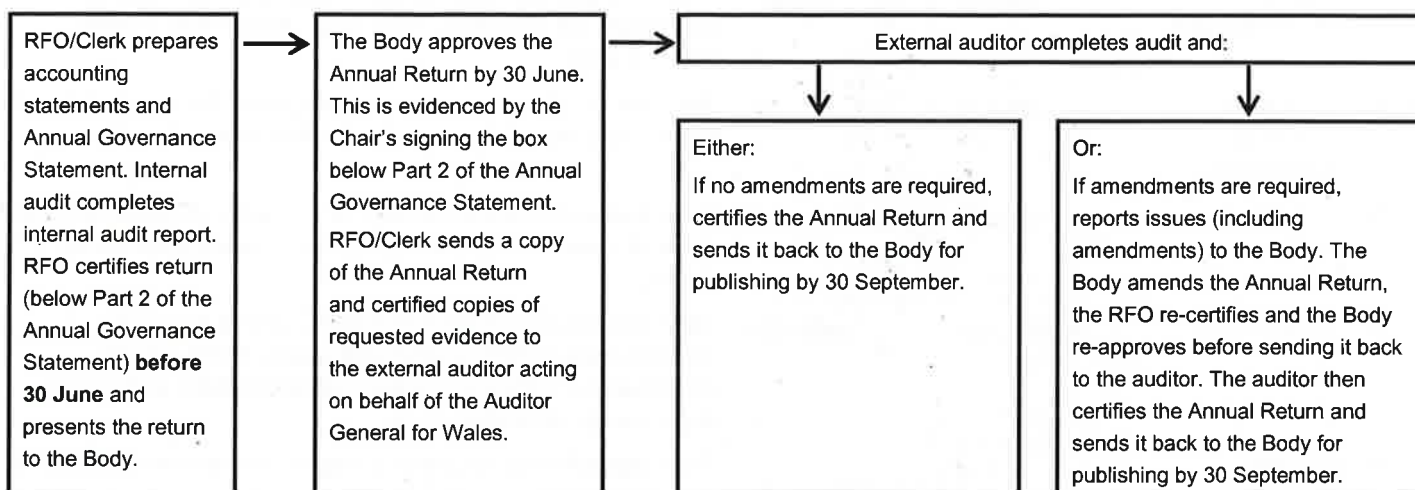 RFO/Clerk prepares
accounting
statements and
Annual Governance
Statement. Internal
audit completes
internal audit report.
RFO certifies return
(below Part 2 of the
Annual Governance
Statement) before
30 June and
presents the return
to the Body.
The Body approves the
Annual Return by 30 June.
This is evidenced by the
Chair's signing the box
below Part 2 of the Annual
Governance Statement.
RFO/Clerk sends a copy
of the Annual Return
and certified copies of
requested evidence to
the external auditor acting
on behalf of the Auditor
General for Wales.
External auditor completes audit and:
Either:
If no amendments are required,
certifies the Annual Return and
sends it back to the Body for
publishing by 30 September.
Or:
If amendments are required,
reports issues (including
amendments) to the Body. The
Body amends the Annual Return,
the RFO re-certifies and the Body
re-approves before sending it back
to the auditor. The auditor then
certifies the Annual Return and
sends it back to the Body for
publishing by 30 September.